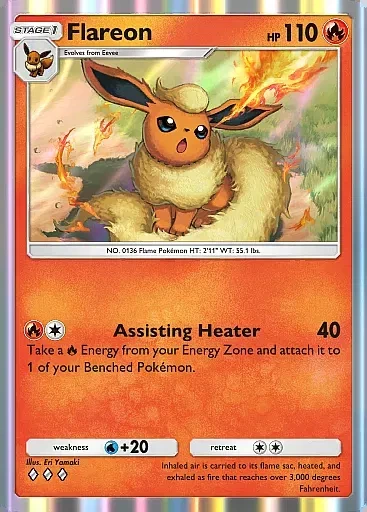 STAGE 1 Flareon HP 110
Evolves from Eevee
NO. 0136 Flame Pokémon HT: 2'11" WT: 55.1 lbs.
Assisting Heater 40
Take a Energy from your Energy Zone and attach it to
1 of your Benched Pokémon.
weakness +20 retreat
Illus. Eri Yamaki
Inhaled air is carried to its flame sac, heated, and
exhaled as fire that reaches over 3,000 degrees
Fahrenheit.